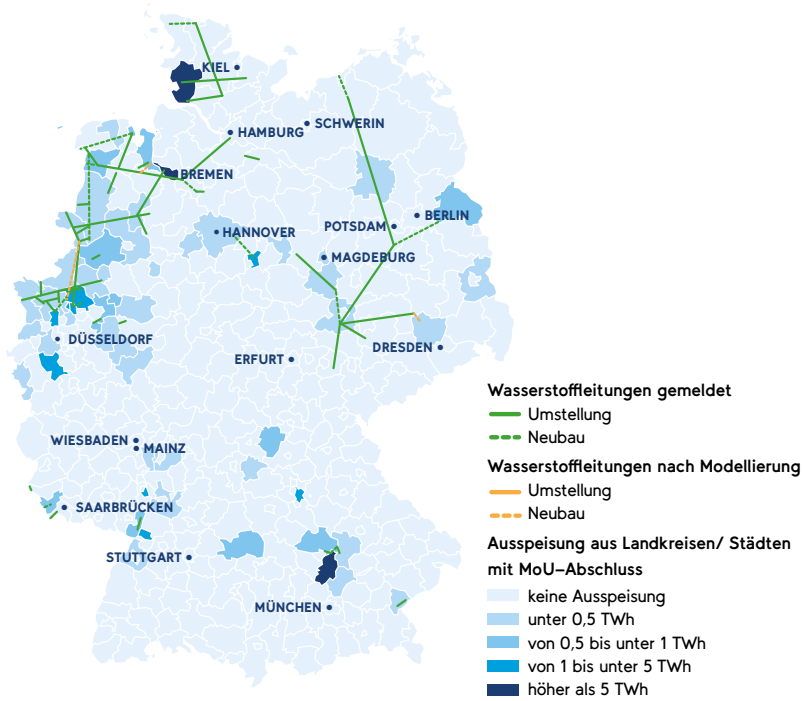 KIEL
SCHWERIN
HAMBURG
BREMEN
BERLIN
POTSDAM
HANNOVER
MAGDEBURG
DÜSSELDORF
DRESDEN
ERFURT
WIESBADEN
MAINZ
SAARBRÜCKEN
STUTTGART
MÜNCHEN
Wasserstoffleitungen gemeldet
Umstellung
Neubau
Wasserstoffleitungen nach Modellierung
Umstellung
Neubau
Ausspeisung aus Landkreisen/ Städten
mit MoU–Abschluss
keine Ausspeisung
unter 0,5 TWh
von 0,5 bis unter 1 TWh
von 1 bis unter 5 TWh
höher als 5 TWh